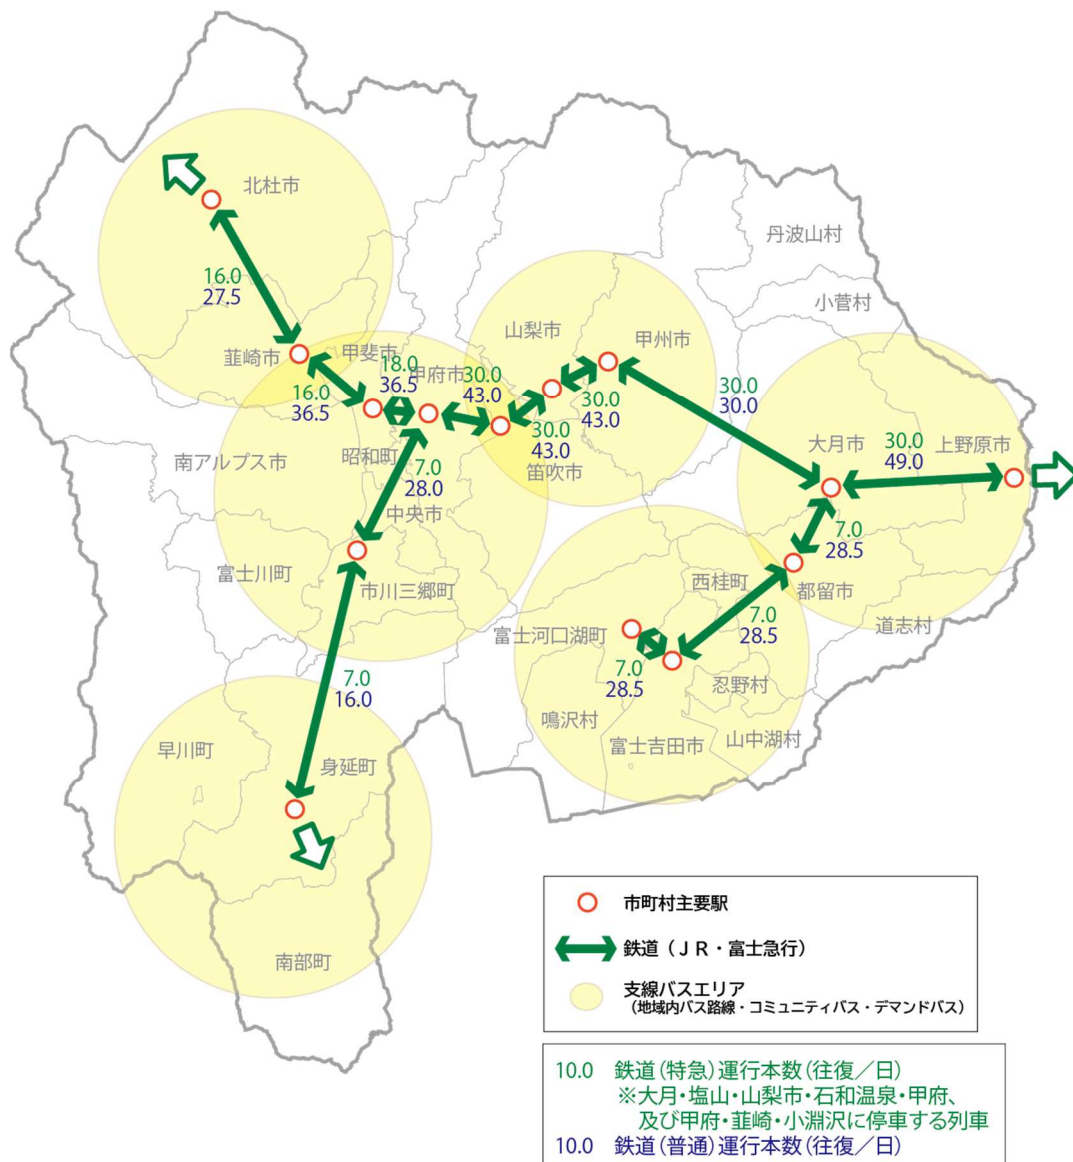 北杜市
丹波山村
小菅村
16.0
27.5
山梨市
甲州市
韮崎市
甲斐市
18.0
36.5
甲府市
30.0
43.0
16.0
36.5
30.0
43.0
30.0
43.0
30.0
30.0
大月市
30.0
49.0
上野原市
南アルプス市
昭和町
7.0
28.0
笛吹市
中央市
7.0
28.5
富士川町
市川三郷町
西桂町
都留市
7.0
28.5
道志村
富士河口湖町
7.0
28.5
忍野村
7.0
16.0
鳴沢村
富士吉田市
山中湖村
早川町
身延町
南部町
市町村主要駅
鉄道（ＪＲ・富士急行）
支線バスエリア
（地域内バス路線・コミュニティバス・デマンドバス）
10.0 鉄道（特急）運行本数（往復／日）
※大月・塩山・山梨市・石和温泉・甲府、
及び甲府・韮崎・小淵沢に停車する列車
10.0 鉄道（普通）運行本数（往復／日）